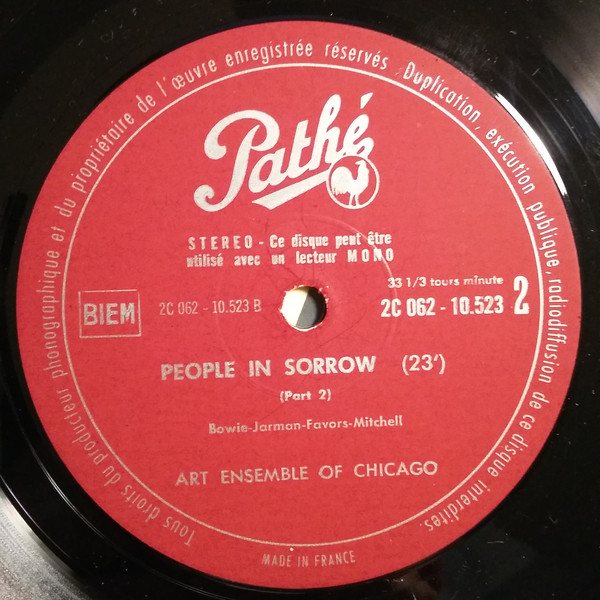 Tous droits du producteur phonographique et du propriétaire de l'œuvre enregistrée réservés. Duplication, exécution publique, radiodiffusion de ce disque interdites.
Pathé
STEREO - Ce disque peut être
utilisé avec un lecteur MONO
33 1/3 tours minute
BIEM
2C 062 - 10.523 B
2C 062 - 10.523
2
PEOPLE IN SORROW (23')
(Part 2)
Bowie-Jarman-Favors-Mitchell
ART ENSEMBLE OF CHICAGO
MADE IN FRANCE